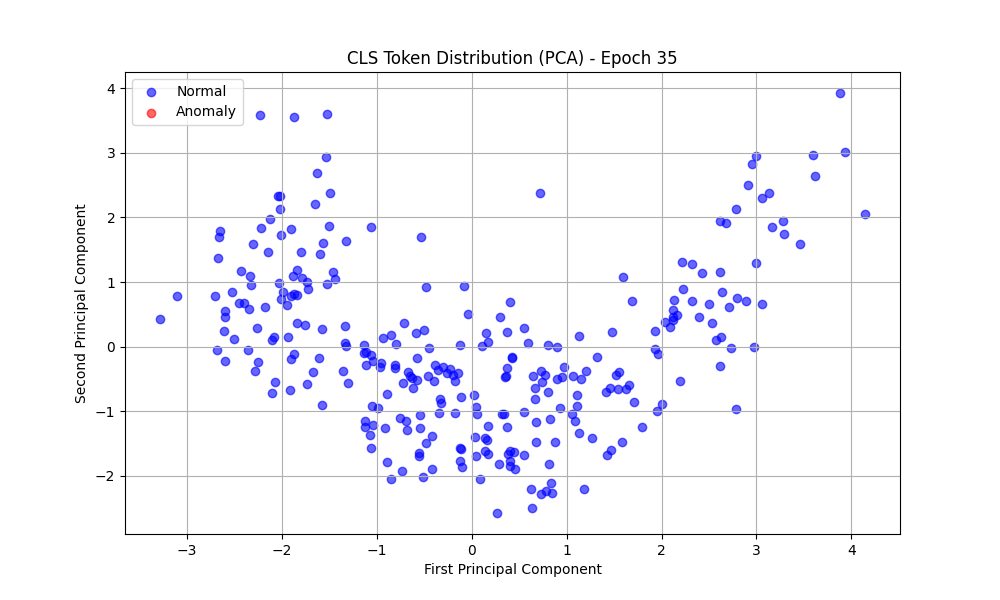 CLS Token Distribution (PCA) - Epoch 35
Normal
Anomaly
4
3
2
1
0
−1
−2
Second Principal Component
−3 −2 −1 0 1 2 3 4
First Principal Component